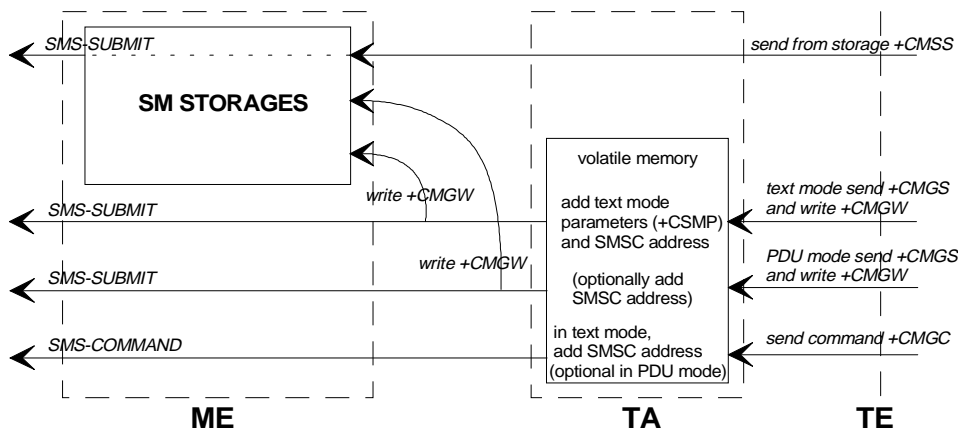 SMS-SUBMIT
send from storage +CMSS
SM STORAGES
volatile memory
write +CMGW
add text mode
parameters (+CSMP)
and SMSC address
text mode send +CMGS
and write +CMGW
SMS-SUBMIT
write +CMGW
(optionally add
SMSC address)
PDU mode send +CMGS
and write +CMGW
SMS-SUBMIT
in text mode,
add SMSC address
(optional in PDU mode)
send command +CMGC
SMS-COMMAND
ME
TA
TE